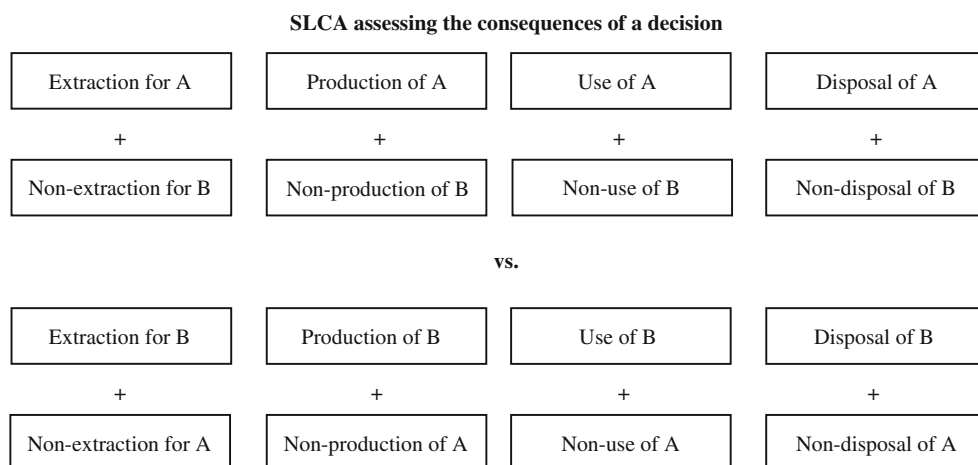 SLCA assessing the consequences of a decision
Extraction for A Production of A Use of A Disposal of A
+ + + +
Non-extraction for B Non-production of B Non-use of B Non-disposal of B
vs.
Extraction for B Production of B Use of B Disposal of B
+ + + +
Non-extraction for A Non-production of A Non-use of A Non-disposal of A